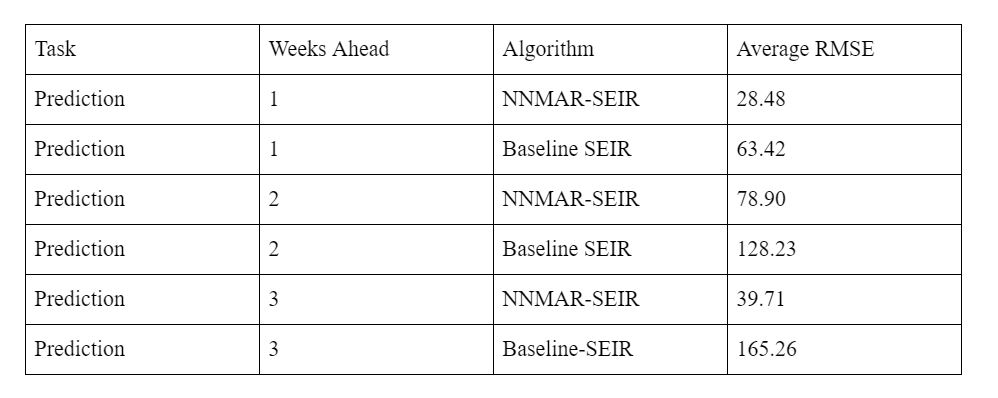 Task Weeks Ahead Algorithm Average RMSE
Prediction 1 NNMAR-SEIR 28.48
Prediction 1 Baseline SEIR 63.42
Prediction 2 NNMAR-SEIR 78.90
Prediction 2 Baseline SEIR 128.23
Prediction 3 NNMAR-SEIR 39.71
Prediction 3 Baseline-SEIR 165.26